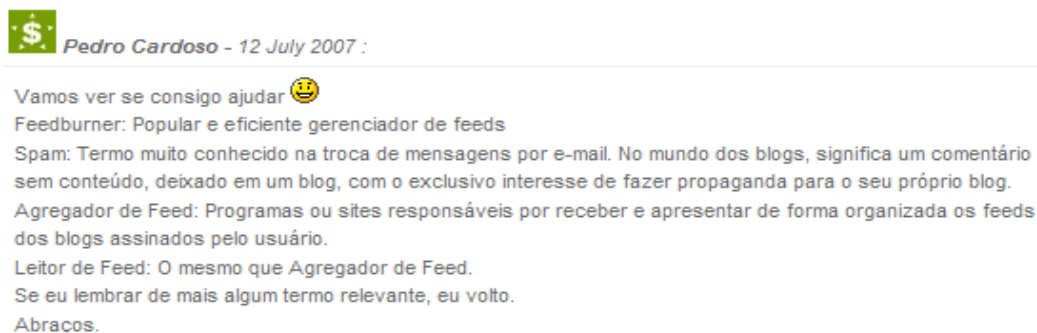 Pedro Cardoso - 12 July 2007 :
Vamos ver se consigo ajudar
Feedburner: Popular e eficiente gerenciador de feeds
Spam: Termo muito conhecido na troca de mensagens por e-mail. No mundo dos blogs, significa um comentário
sem conteúdo, deixado em um blog, com o exclusivo interesse de fazer propaganda para o seu próprio blog.
Agregador de Feed: Programas ou sites responsáveis por receber e apresentar de forma organizada os feeds
dos blogs assinados pelo usuário.
Leitor de Feed: O mesmo que Agregador de Feed.
Se eu lembrar de mais algum termo relevante, eu volto.
Abraços.